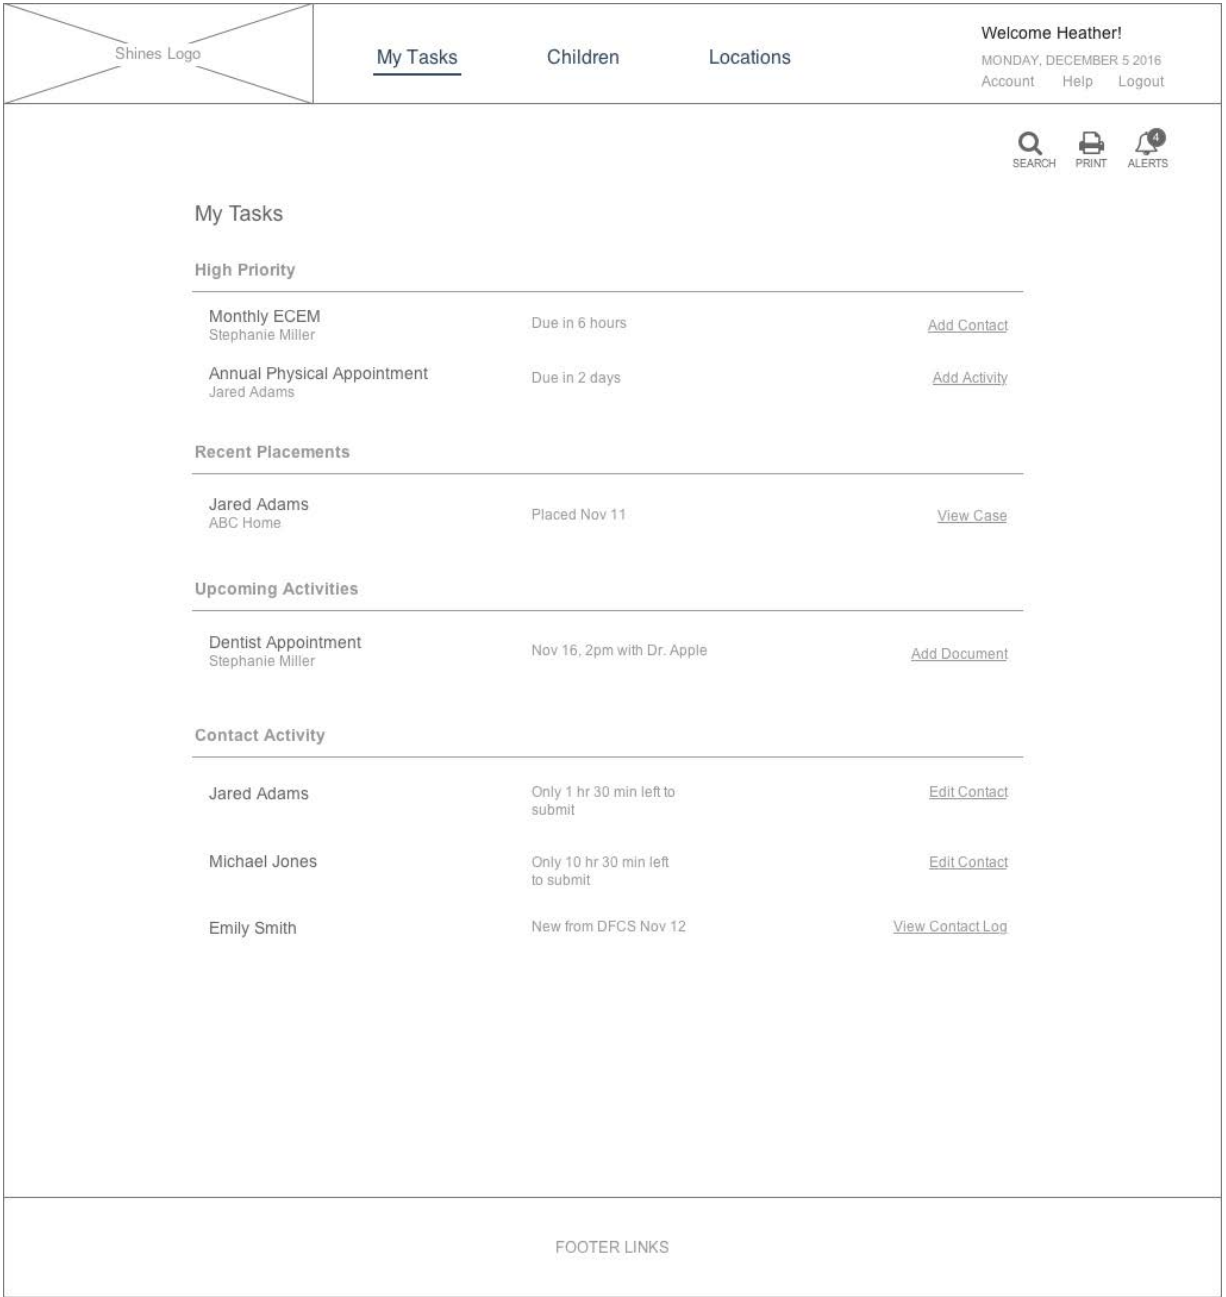 Shines Logo
My Tasks
Children
Locations
Welcome Heather!
MONDAY, DECEMBER 5 2016
Account Help Logout
4
SEARCH PRINT ALERTS
My Tasks
High Priority
Monthly ECEM
Stephanie Miller
Due in 6 hours
Add Contact
Annual Physical Appointment
Jared Adams
Due in 2 days
Add Activity
Recent Placements
Jared Adams
ABC Home
Placed Nov 11
View Case
Upcoming Activities
Dentist Appointment
Stephanie Miller
Nov 16, 2pm with Dr. Apple
Add Document
Contact Activity
Jared Adams
Only 1 hr 30 min left to
submit
Edit Contact
Michael Jones
Only 10 hr 30 min left
to submit
Edit Contact
Emily Smith
New from DFCS Nov 12
View Contact Log
FOOTER LINKS